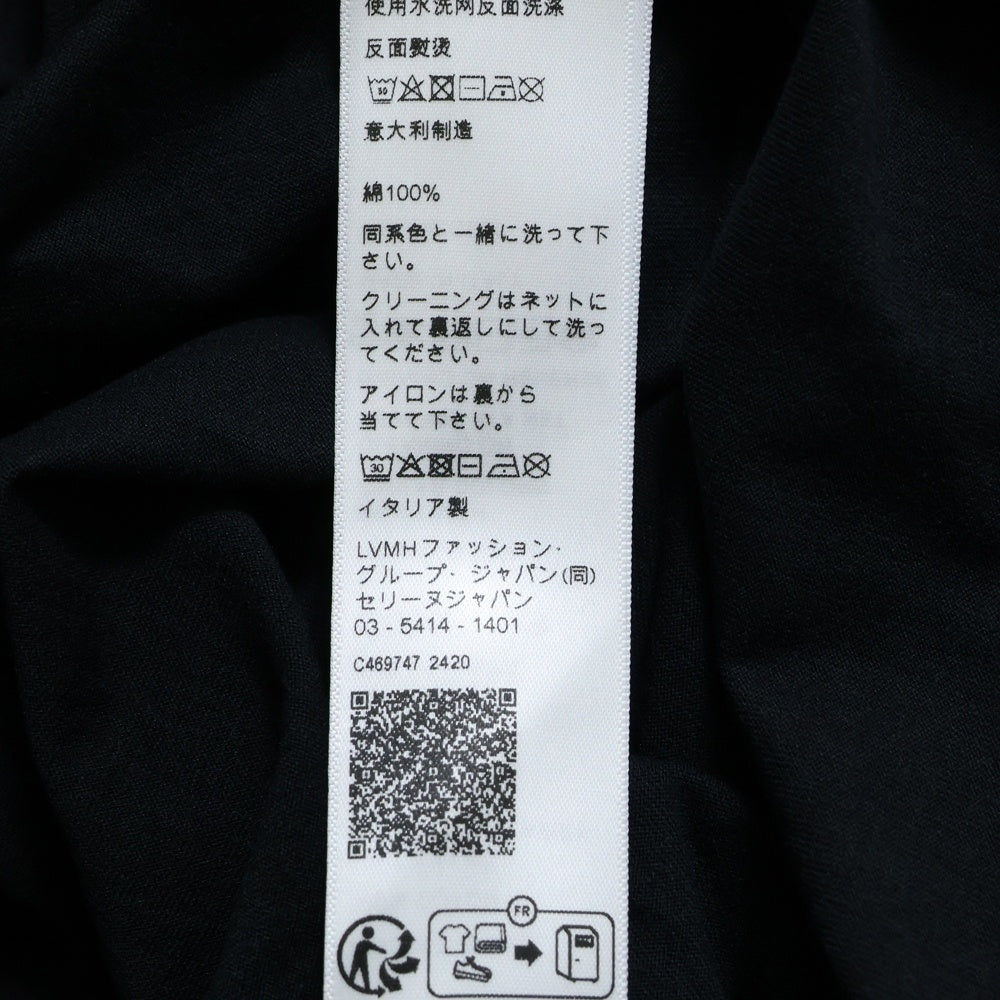 使用水洗网反面洗涤
反面熨烫
30
意大利制造
綿100%
同系色と一緒に洗って下
さい。
クリーニングはネットに
入れて裏返しにして洗っ
てください。
アイロンは裏から
当てて下さい。
30
イタリア製
LVMHファッション·
グループ· ジャパン(同)
セリーヌジャパン
03 - 5414 - 1401
C469747 2420
FR